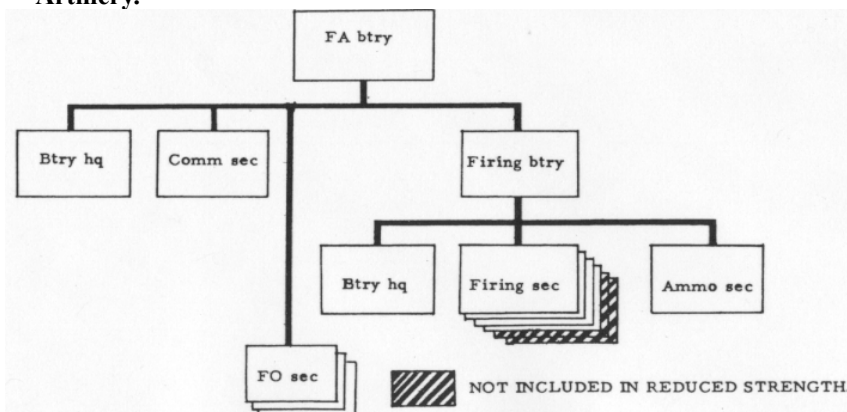 Artillery.
FA btry
Btry hq
Comm sec
Firing btry
Btry hq
Firing sec
Ammo sec
FO sec
NOT INCLUDED IN REDUCED STRENGTH